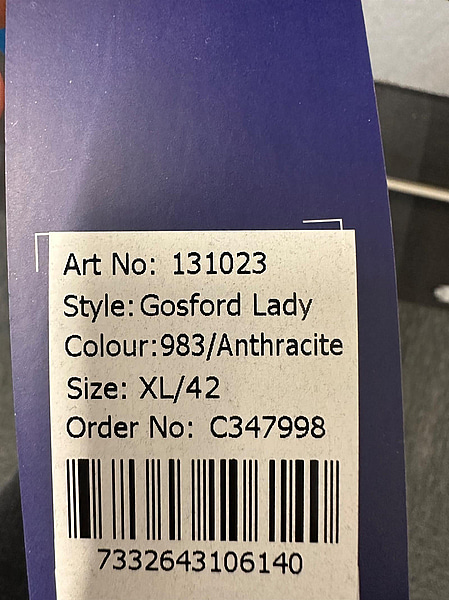 Art No: 131023
Style: Gosford Lady
Colour:983/Anthracite
Size: XL/42
Order No: C347998
7332643106140